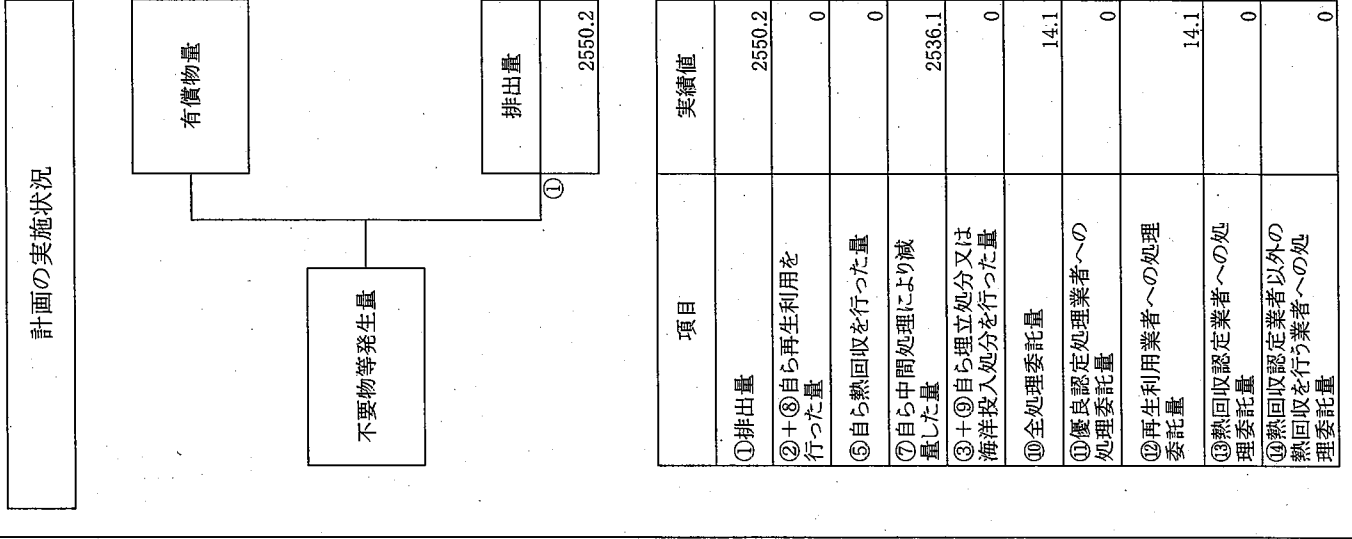 計画の実施状況
有償物量
不要物等発生量
排出量
①
2550.2
項目
実績値
①排出量
2550.2
②+⑧自ら再生利用を
行った量
0
⑤自ら熱回収を行った量
0
⑦自ら中間処理により減
量した量
2536.1
③+⑨自ら埋立処分又は
海洋投入処分を行った量
0
⑩全処理委託量
14.1
⑪優良認定処理業者への
処理委託量
0
⑫再生利用業者への処理
委託量
14.1
⑬熱回収認定業者への処
理委託量
0
⑭熱回収認定業者以外の
熱回収を行う業者への処
理委託量
0